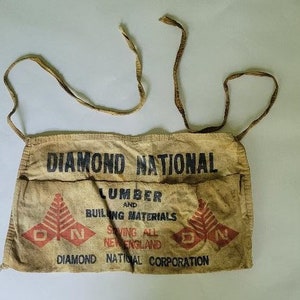 DIAMOND NATIONAL
LUMBER
AND
BUILDING MATERIALS
SERVING ALL
NEW ENGLAND
D N
D N
DIAMOND NATIONAL CORPORATION